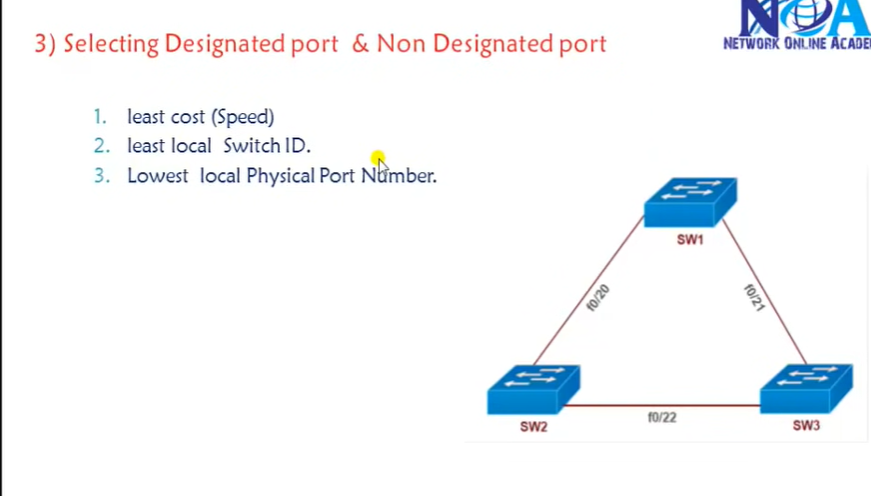 NOA
3) Selecting Designated port & Non Designated port
NETWORK ONLINE ACADE
1. least cost (Speed)
2. least local Switch ID.
3. Lowest local Physical Port Number.
SW1
f0/20
f0/21
f0/22
SW2
SW3